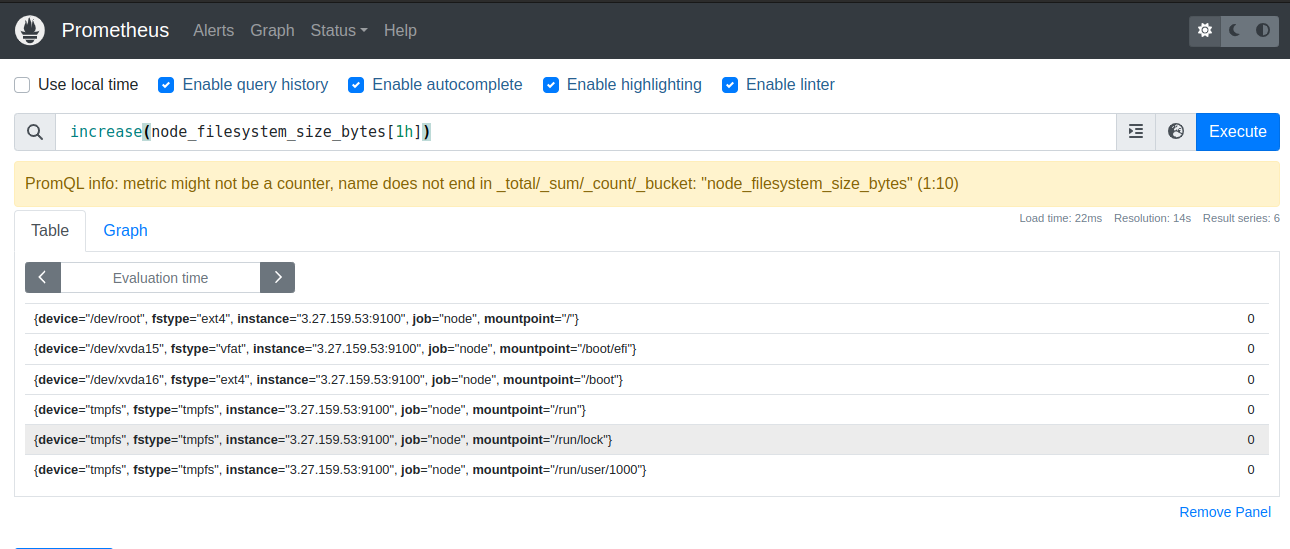 Prometheus Alerts Graph Status Help
Use local time Enable query history Enable autocomplete Enable highlighting Enable linter
increase(node_filesystem_size_bytes[1h]) Execute
PromQL info: metric might not be a counter, name does not end in _total/_sum/_count/_bucket: "node_filesystem_size_bytes" (1:10)
Table Graph Load time: 22ms Resolution: 14s Result series: 6
Evaluation time
{device="/dev/root", fstype="ext4", instance="3.27.159.53:9100", job="node", mountpoint="/"} 0
{device="/dev/xvda15", fstype="vfat", instance="3.27.159.53:9100", job="node", mountpoint="/boot/efi"} 0
{device="/dev/xvda16", fstype="ext4", instance="3.27.159.53:9100", job="node", mountpoint="/boot"} 0
{device="tmpfs", fstype="tmpfs", instance="3.27.159.53:9100", job="node", mountpoint="/run"} 0
{device="tmpfs", fstype="tmpfs", instance="3.27.159.53:9100", job="node", mountpoint="/run/lock"} 0
{device="tmpfs", fstype="tmpfs", instance="3.27.159.53:9100", job="node", mountpoint="/run/user/1000"} 0
Remove Panel